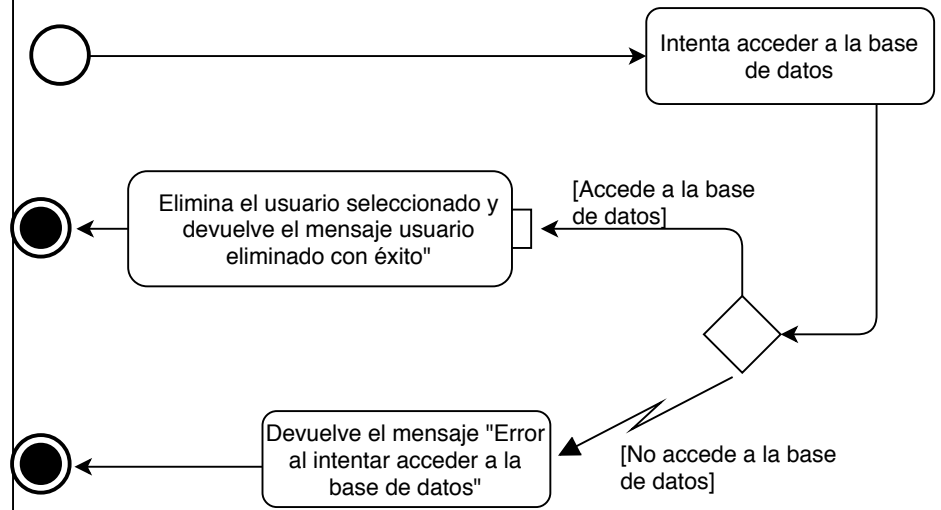 Intenta acceder a la base
de datos
[Accede a la base
de datos]
Elimina el usuario seleccionado y
devuelve el mensaje usuario
eliminado con éxito"
Devuelve el mensaje "Error
al intentar acceder a la
base de datos"
[No accede a la base
de datos]